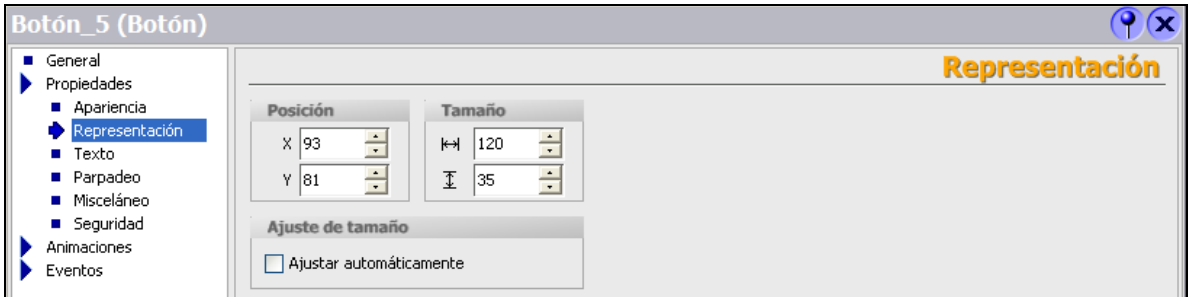 Botón_5 (Botón)
General
Propiedades
Apariencia
Representación
Texto
Parpadeo
Misceláneo
Seguridad
Animaciones
Eventos
Representación
Posición
X 93
Y 81
Tamaño
120
35
Ajuste de tamaño
Ajustar automáticamente